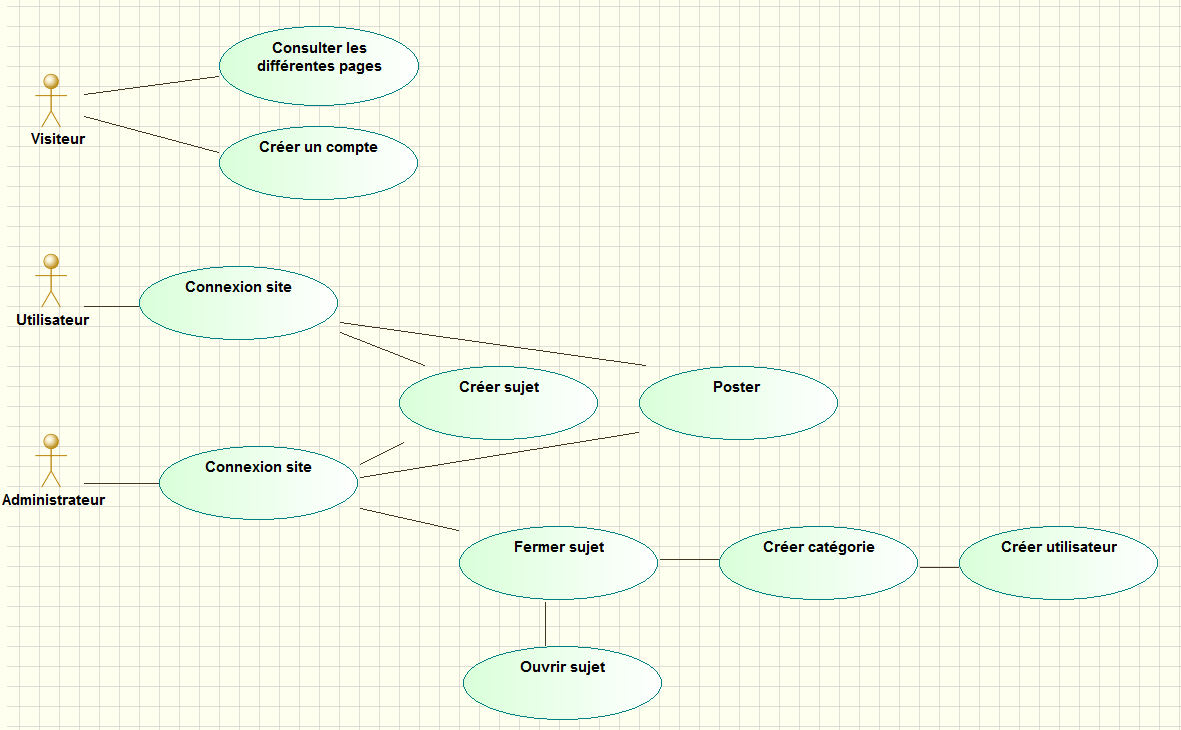 Consulter les
différentes pages
Visiteur
Créer un compte
Utilisateur
Connexion site
Créer sujet
Poster
Administrateur
Connexion site
Fermer sujet
Créer catégorie
Créer utilisateur
Ouvrir sujet